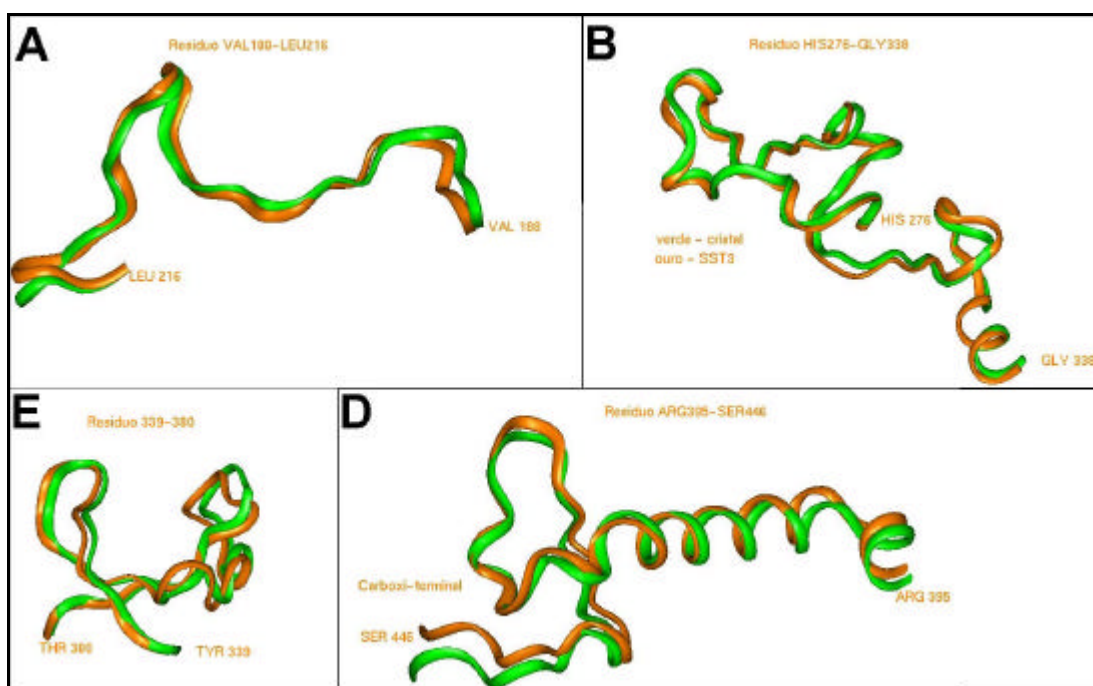 A
Residuo VAL188-LEU216
VAL 188
LEU 216
B
Residuo HIS276-GLY338
HIS 276
verde - cristel
ouro - SST3
GLY 338
E
Residuo 339-380
THR 380
TYR 339
D
Residuo ARG395-SER446
Carboxi-terminal
SER 446
ARG 395